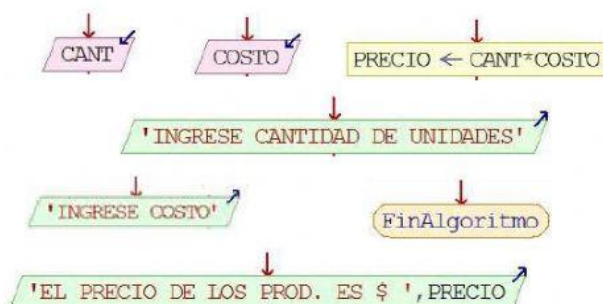 CANT
COSTO
PRECIO ← CANT*COSTO
'INGRESE CANTIDAD DE UNIDADES'
'INGRESE COSTO'
FinAlgoritmo
'EL PRECIO DE LOS PROD. ES $ ',PRECIO